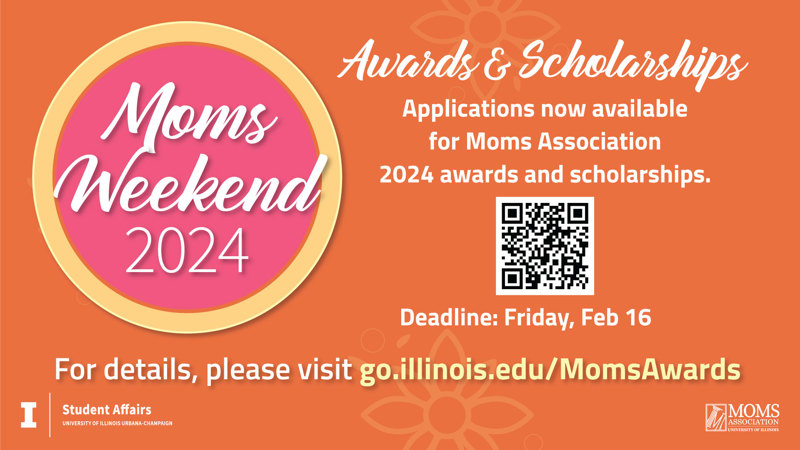 Moms
Weekend
2024
Awards & Scholarships
Applications now available
for Moms Association
2024 awards and scholarships.
Deadline: Friday, Feb 16
For details, please visit go.illinois.edu/MomsAwards
I
Student Affairs
UNIVERSITY OF ILLINOIS URBANA-CHAMPAIGN
MOMS
ASSOCIATION
UNIVERSITY OF ILLINOIS